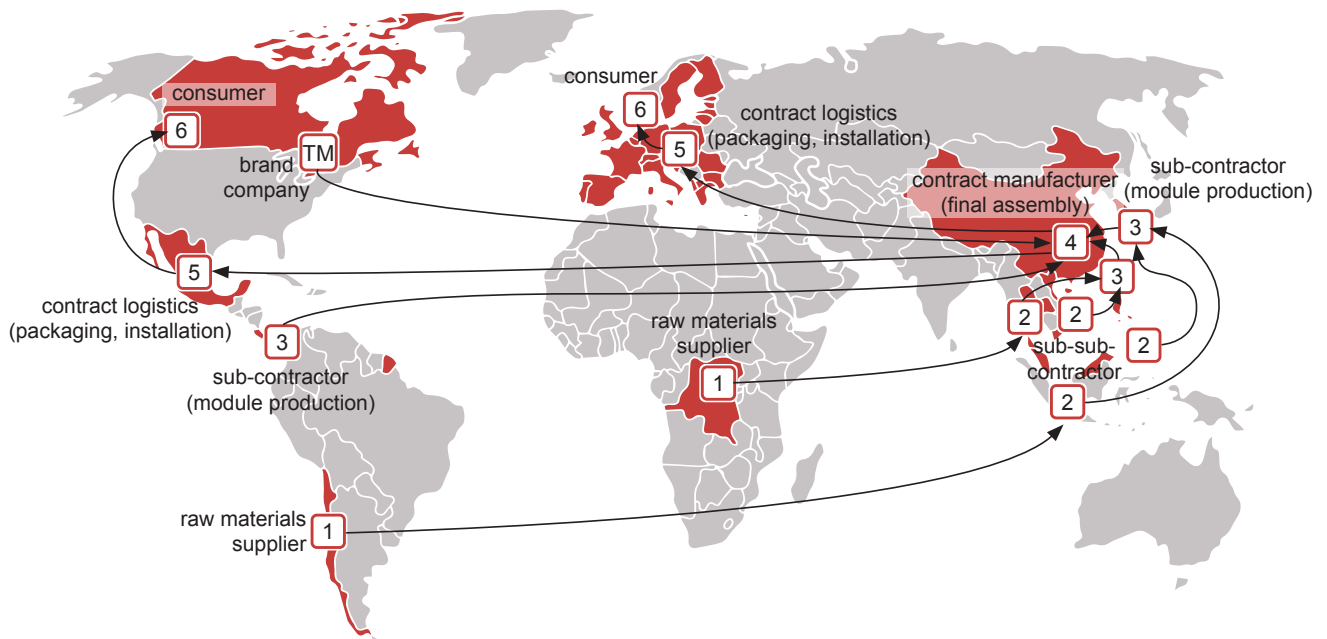 consumer
6
TM
brand
company
5
contract logistics
(packaging, installation)
3
sub-contractor
(module production)
raw materials
supplier
1
consumer
6
contract logistics
(packaging, installation)
5
raw materials
supplier
1
contract manufacturer
(final assembly)
4
sub-contractor
(module production)
3
3
2
2
2
sub-sub-
contractor
2